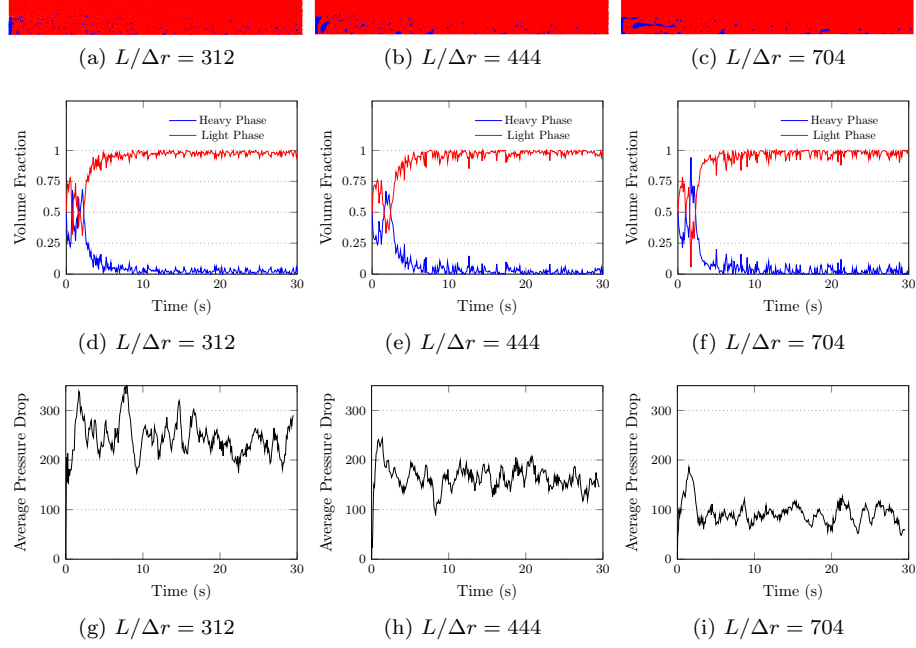 (a) L/Δr = 312
(b) L/Δr = 444
(c) L/Δr = 704
Volume Fraction
1
0.75
0.5
0.25
0
Heavy Phase
Light Phase
0 10 20 30
Time (s)
Volume Fraction
1
0.75
0.5
0.25
0
Heavy Phase
Light Phase
0 10 20 30
Time (s)
Volume Fraction
1
0.75
0.5
0.25
0
Heavy Phase
Light Phase
0 10 20 30
Time (s)
(d) L/Δr = 312
(e) L/Δr = 444
(f) L/Δr = 704
Average Pressure Drop
300
200
100
0
0 10 20 30
Time (s)
Average Pressure Drop
300
200
100
0
0 10 20 30
Time (s)
Average Pressure Drop
300
200
100
0
0 10 20 30
Time (s)
(g) L/Δr = 312
(h) L/Δr = 444
(i) L/Δr = 704